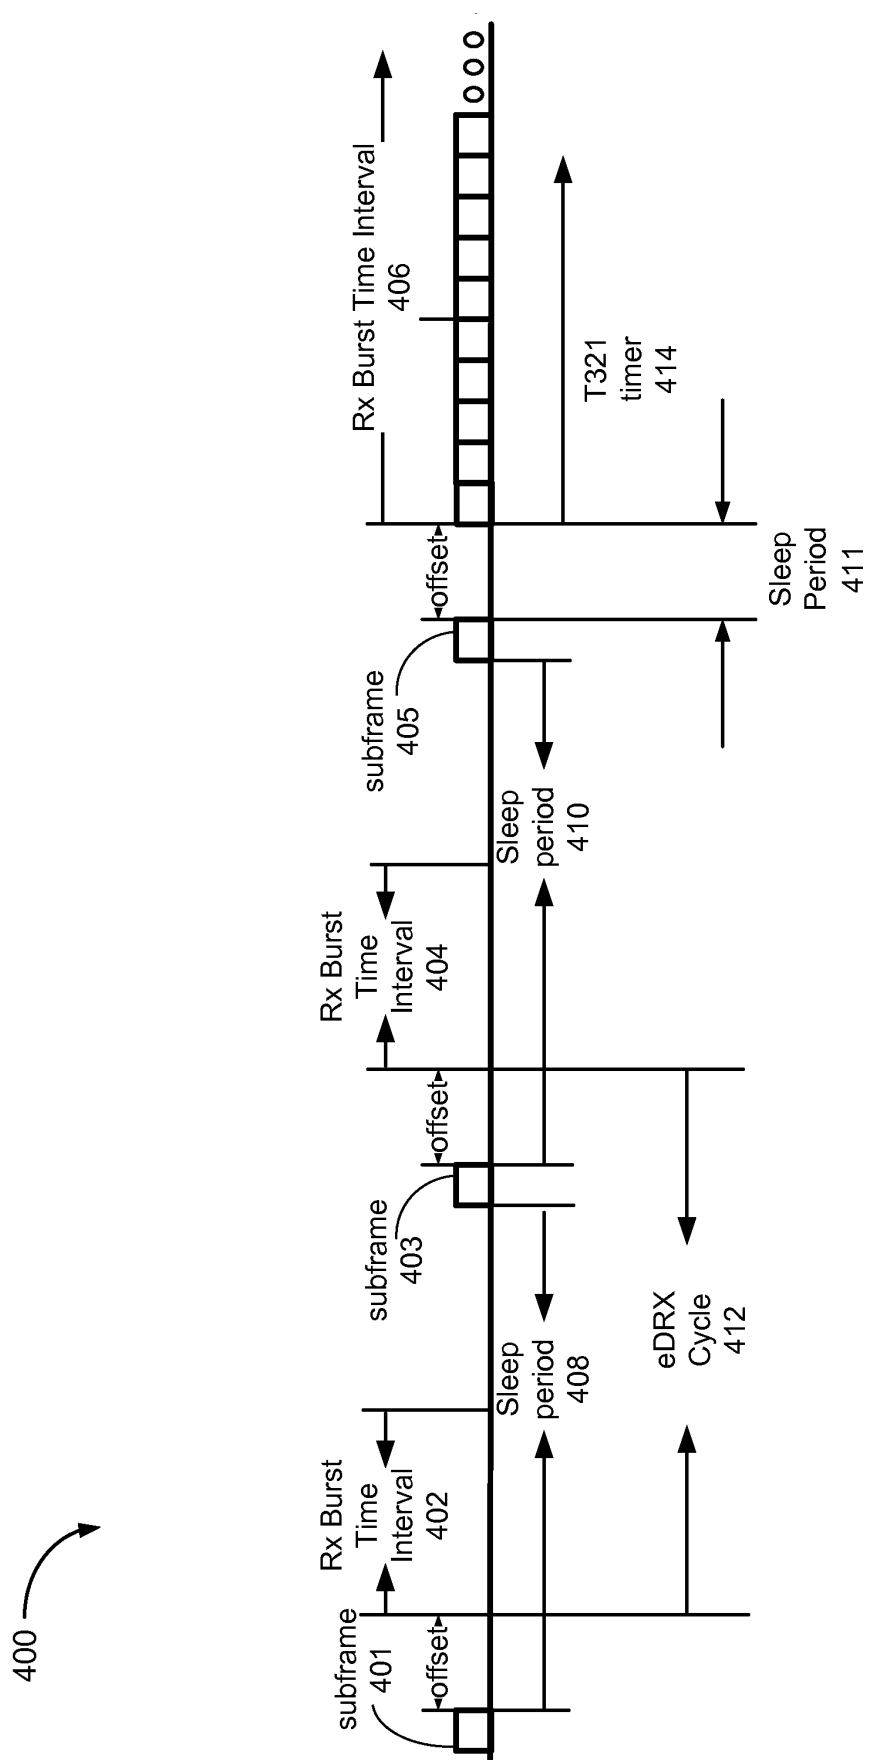 400
subframe
401
offset
Rx Burst
Time
Interval
402
Sleep
period
408
eDRX
Cycle
412
subframe
403
offset
Rx Burst
Time
Interval
404
Sleep
period
410
subframe
405
offset
Sleep
Period
411
Rx Burst Time Interval
406
T321
timer
414